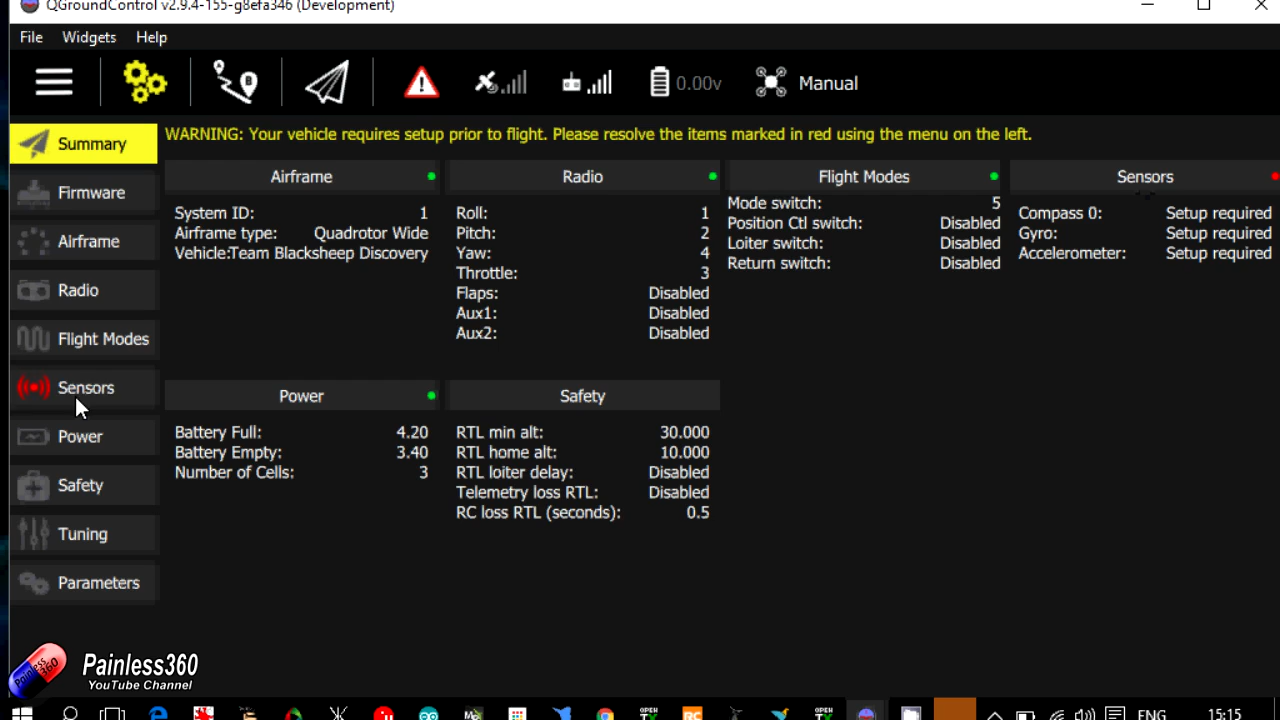 QGroundControl v2.9.4-155-g8efa346 (Development)
File Widgets Help
0.00v Manual
WARNING: Your vehicle requires setup prior to flight. Please resolve the items marked in red using the menu on the left.
Summary
Firmware
Airframe
Radio
Flight Modes
Sensors
Power
Safety
Tuning
Parameters
Airframe
System ID: 1
Airframe type: Quadrotor Wide
Vehicle:Team Blacksheep Discovery
Radio
Roll: 1
Pitch: 2
Yaw: 4
Throttle: 3
Flaps: Disabled
Aux1: Disabled
Aux2: Disabled
Flight Modes
Mode switch: 5
Position Ctl switch: Disabled
Loiter switch: Disabled
Return switch: Disabled
Sensors
Compass 0: Setup required
Gyro: Setup required
Accelerometer: Setup required
Power
Battery Full: 4.20
Battery Empty: 3.40
Number of Cells: 3
Safety
RTL min alt: 30.000
RTL home alt: 10.000
RTL loiter delay: Disabled
Telemetry loss RTL: Disabled
RC loss RTL (seconds): 0.5
Painless360
Painless360
YouTube Channel
ENG 15:15